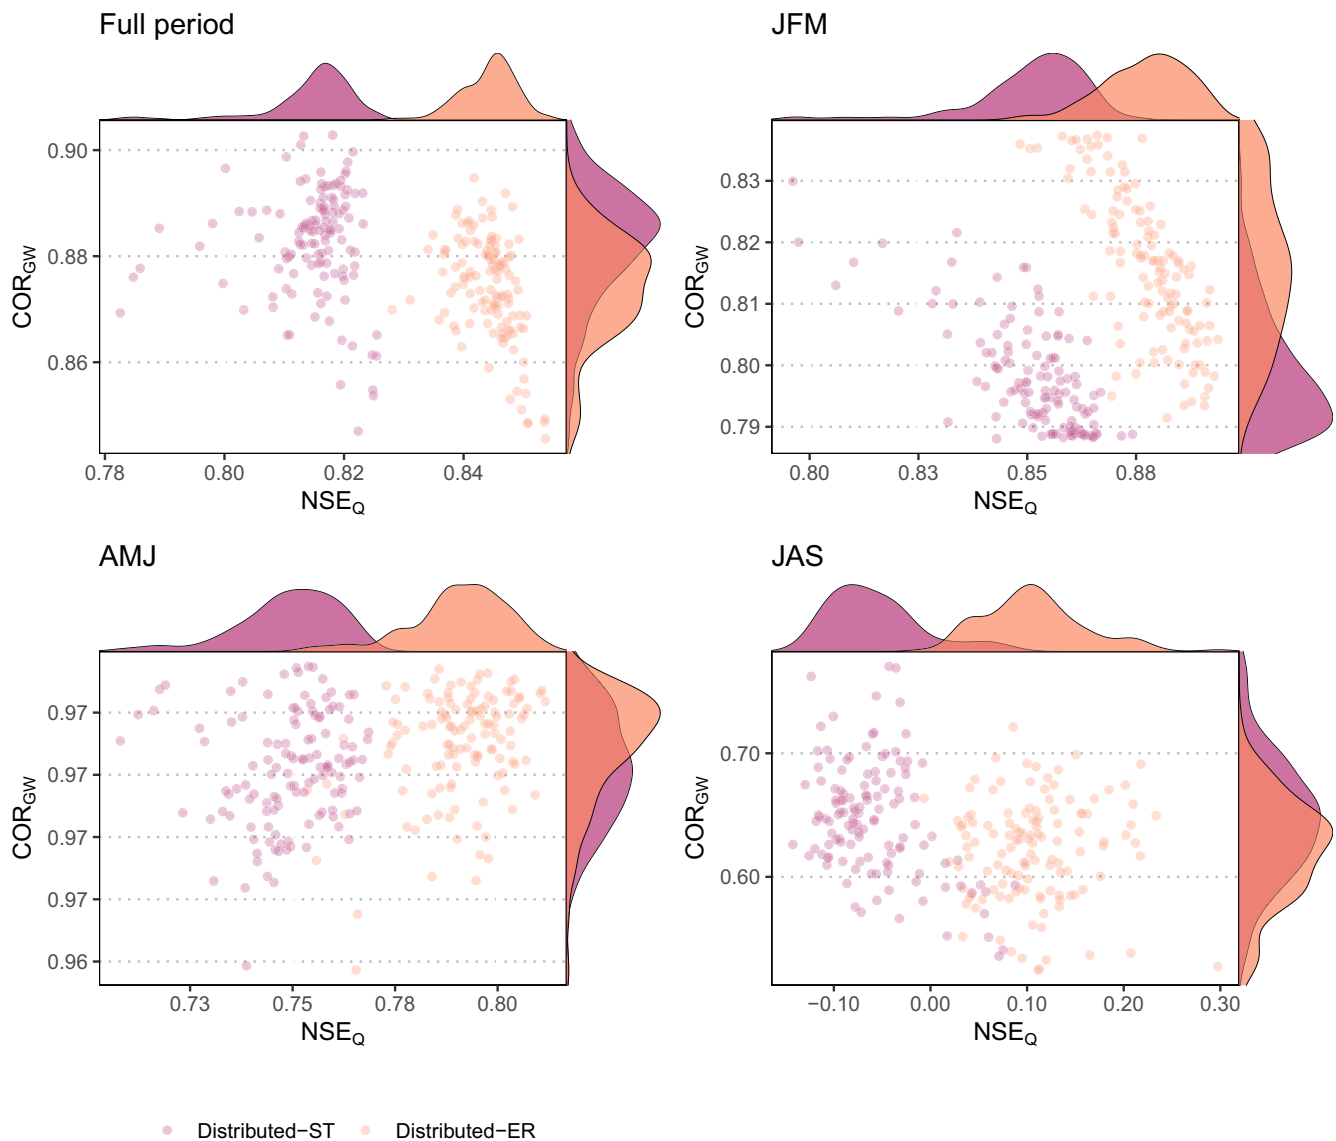 Full period
JFM
0.90
0.88
0.86
COR_GW
0.78 0.80 0.82 0.84
NSE_Q
0.83
0.82
0.81
0.80
0.79
COR_GW
0.80 0.83 0.85 0.88
NSE_Q
AMJ
JAS
0.97
0.97
0.97
0.97
0.96
COR_GW
0.73 0.75 0.78 0.80
NSE_Q
0.70
0.60
COR_GW
−0.10 0.00 0.10 0.20 0.30
NSE_Q
Distributed−ST Distributed−ER